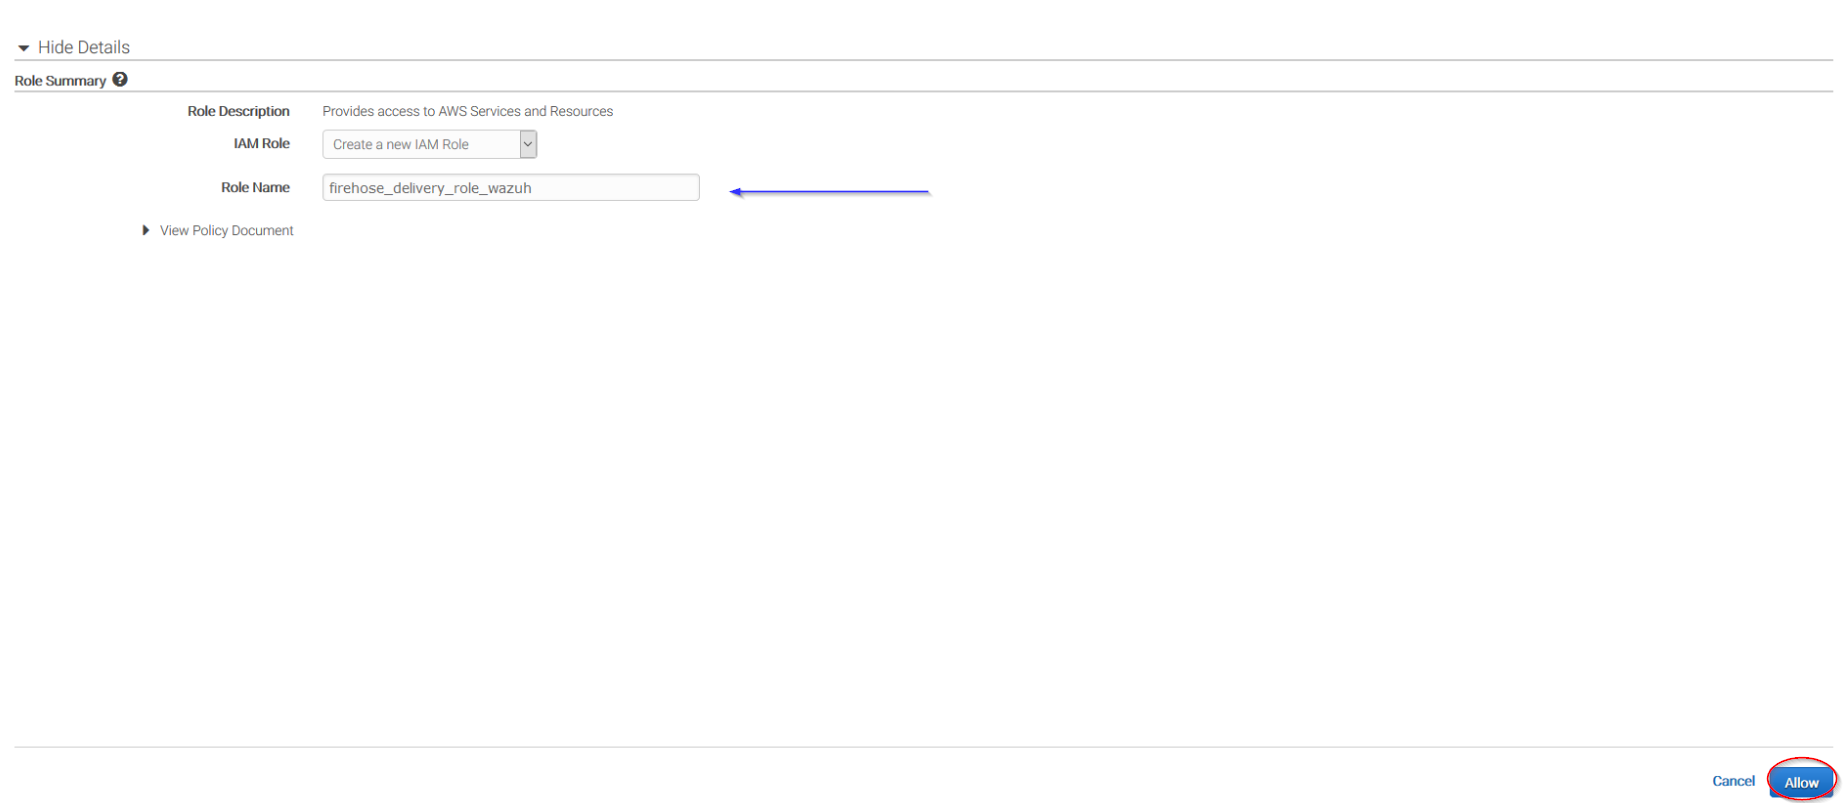 Hide Details
Role Summary ?
Role Description Provides access to AWS Services and Resources
IAM Role Create a new IAM Role
Role Name firehose_delivery_role_wazuh
View Policy Document
Cancel Allow